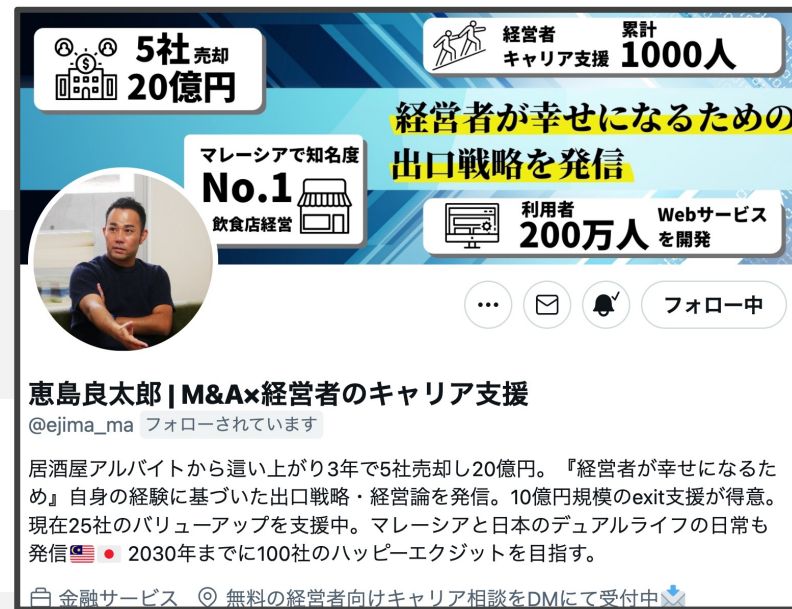 5社売却
20億円
経営者
キャリア支援
累計
1000人
経営者が幸せになるための
出口戦略を発信
マレーシアで知名度
No.1
飲食店経営
利用者
200万人
Webサービス
を開発
フォロー中
恵島良太郎 | M&A×経営者のキャリア支援
@ejima_ma フォローされています
居酒屋アルバイトから這い上がり3年で5社売却し20億円。『経営者が幸せになるた
め』自身の経験に基づいた出口戦略・経営論を発信。10億円規模のexit支援が得意。
現在25社のバリューアップを支援中。マレーシアと日本のデュアルライフの日常も
発信🇲🇾🇯🇵 2030年までに100社のハッピーエクジットを目指す。
金融サービス 無料の経営者向けキャリア相談をDMにて受付中📩